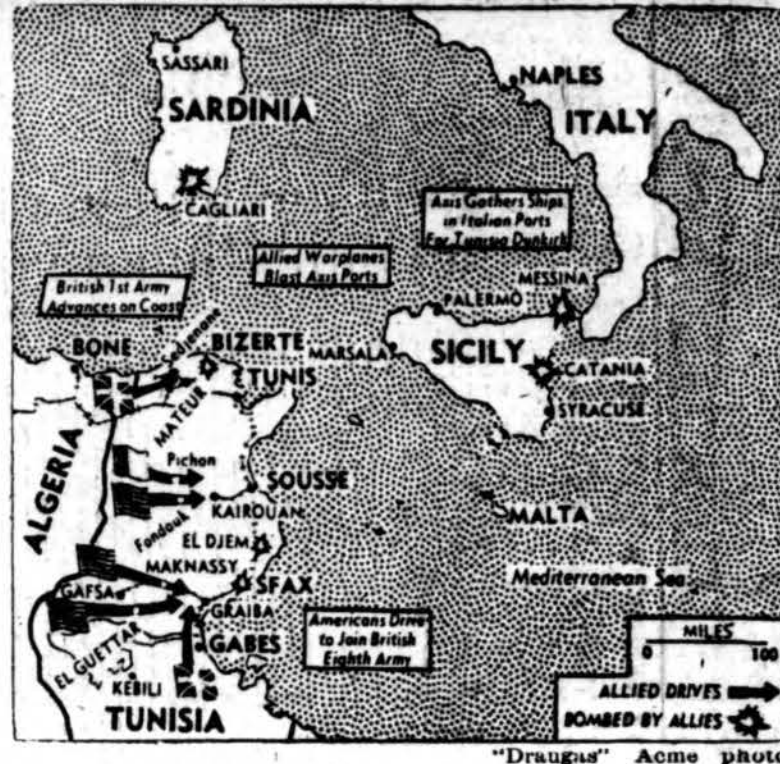 SASSARI
SARDINIA
CAGLIARI
NAPLES
ITALY
Axis Gathers Ships
in Italian Ports
For Tunisia Dunkirk
Allied Warplanes
Blast Axis Ports
British 1st Army
Advances on Coast
MESSINA
PALERMO
MARSALA
SICILY
CATANIA
SYRACUSE
BONE
Sedjenane
BIZERTE
TUNIS
MATEUR
ALGERIA
Pichon
SOUSSE
KAIROUAN
Fondouk
EL DJEM
MAKNASSY
MALTA
Mediterranean Sea
GAFSA
SFAX
GRAIBA
GABES
EL GUETTAR
KEBILI
TUNISIA
Americans Drive
to Join British
Eighth Army
MILES
0 100
ALLIED DRIVES
BOMBED BY ALLIES
"Draugas" Acme photo